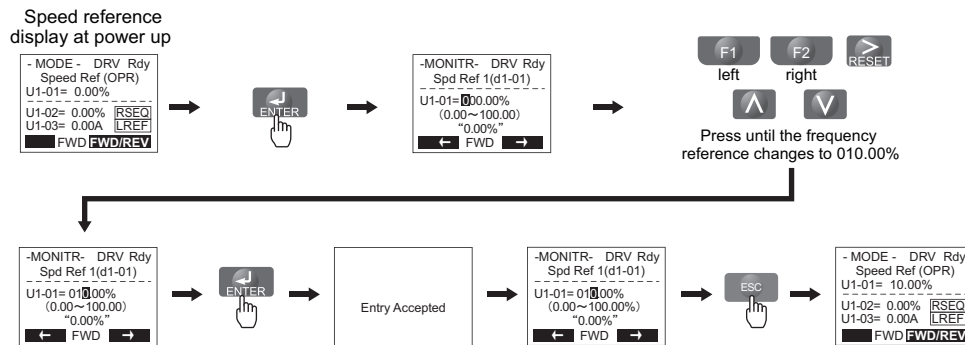 Speed reference
display at power up
- MODE -  DRV Rdy
Speed Ref (OPR)
U1-01=  0.00%
U1-02=  0.00%  RSEQ
U1-03=  0.00A  LREF
FWD FWD/REV
ENTER
-MONITR-  DRV Rdy
Spd Ref 1(d1-01)
U1-01= 000.00%
(0.00～100.00)
“0.00%”
← FWD →
F1
left
F2
right
>
RESET
∧
∨
Press until the frequency
reference changes to 010.00%
-MONITR-  DRV Rdy
Spd Ref 1(d1-01)
U1-01= 010.00%
(0.00～100.00)
“0.00%”
← FWD →
ENTER
Entry Accepted
-MONITR-  DRV Rdy
Spd Ref 1(d1-01)
U1-01= 010.00%
(0.00～100.00%)
“0.00%”
← FWD →
ESC
- MODE -  DRV Rdy
Speed Ref (OPR)
U1-01=  10.00%
U1-02=  0.00%  RSEQ
U1-03=  0.00A  LREF
FWD FWD/REV